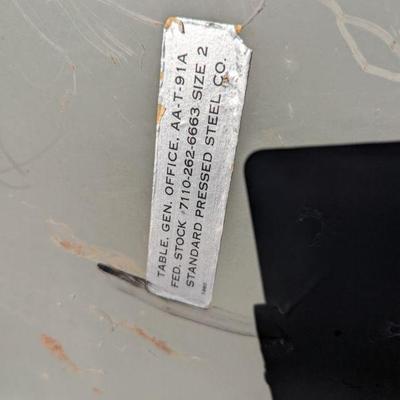 TABLE, GEN. OFFICE, AA-T-91A
FED. STOCK #7110-262-6663 SIZE 2
STANDARD PRESSED STEEL CO.